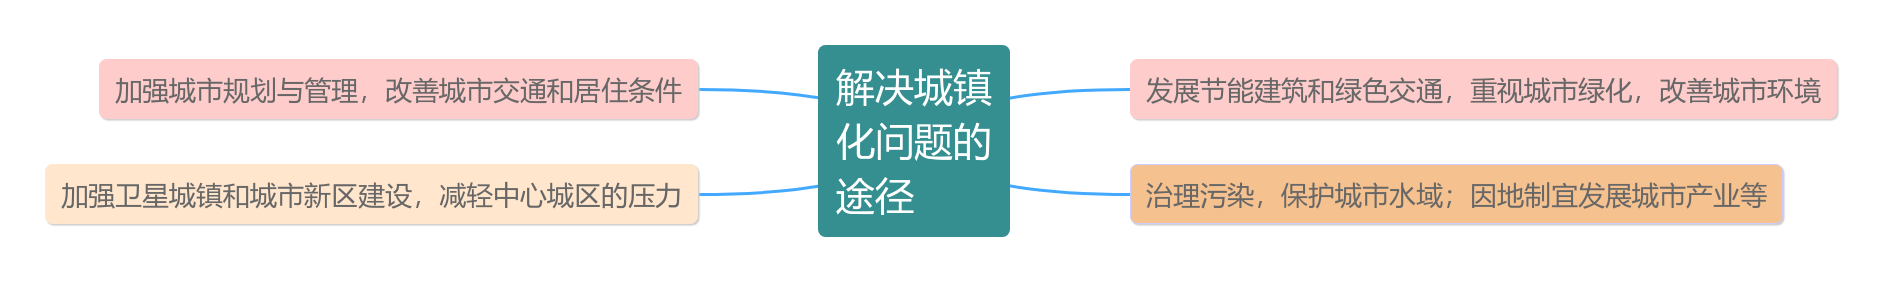 解决城镇
化问题的
途径
加强城市规划与管理，改善城市交通和居住条件
加强卫星城镇和城市新区建设，减轻中心城区的压力
发展节能建筑和绿色交通，重视城市绿化，改善城市环境
治理污染，保护城市水域；因地制宜发展城市产业等